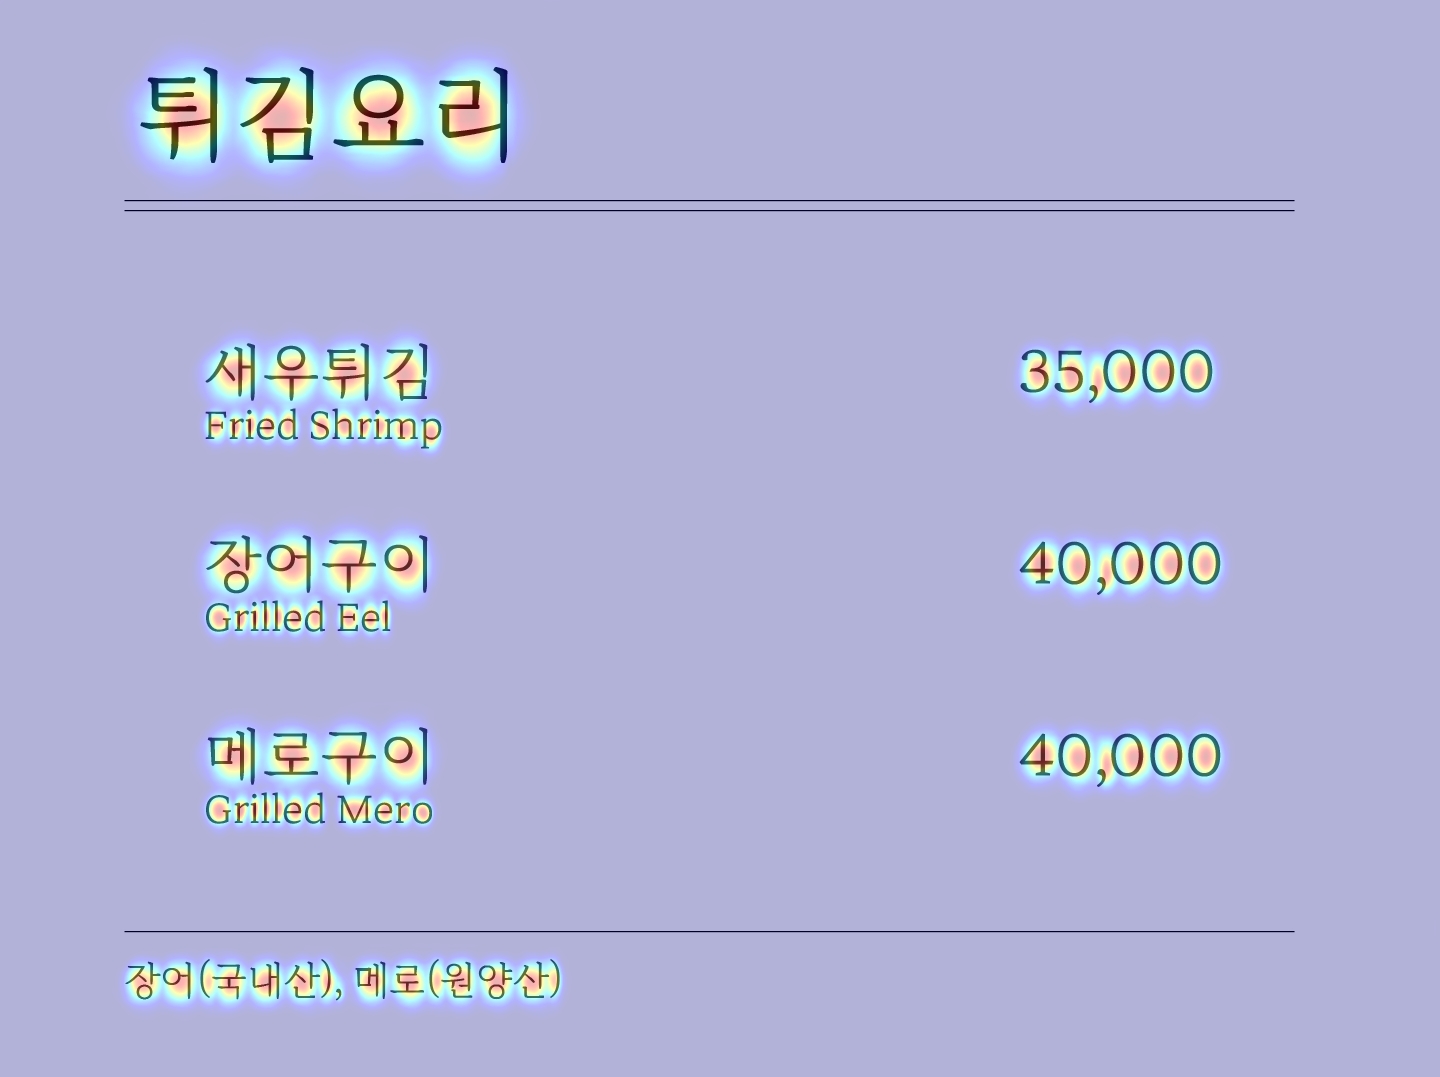 튀김요리
새우튀김 35,000
Fried Shrimp
장어구이 40,000
Grilled Eel
메로구이 40,000
Grilled Mero
장어(국내산), 메로(원양산)